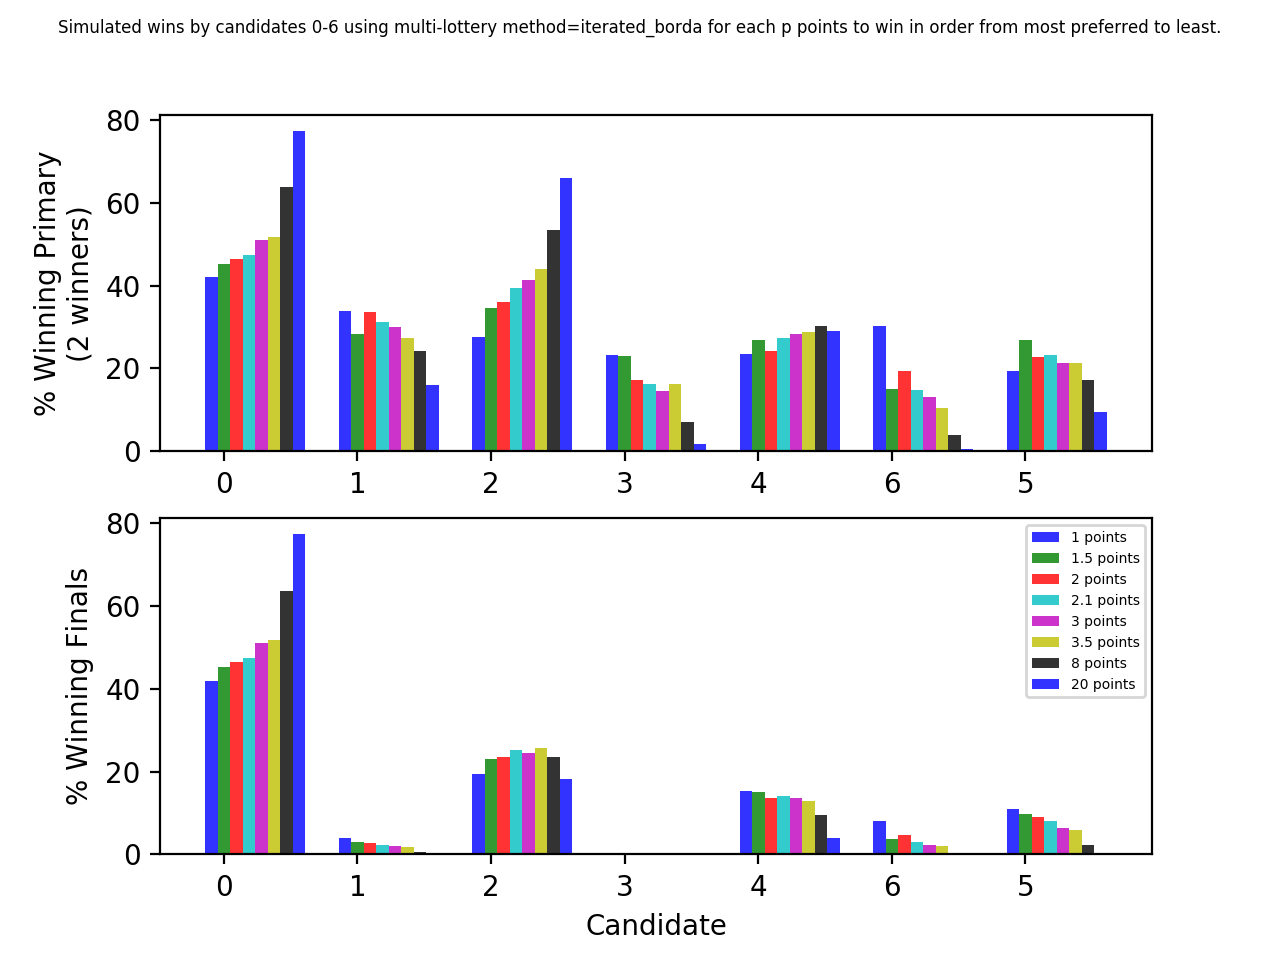 Simulated wins by candidates 0-6 using multi-lottery method=iterated_borda for each p points to win in order from most preferred to least.
% Winning Primary
(2 winners)
80
60
40
20
0
0 1 2 3 4 6 5
% Winning Finals
80
60
40
20
0
1 points
1.5 points
2 points
2.1 points
3 points
3.5 points
8 points
20 points
0 1 2 3 4 6 5
Candidate